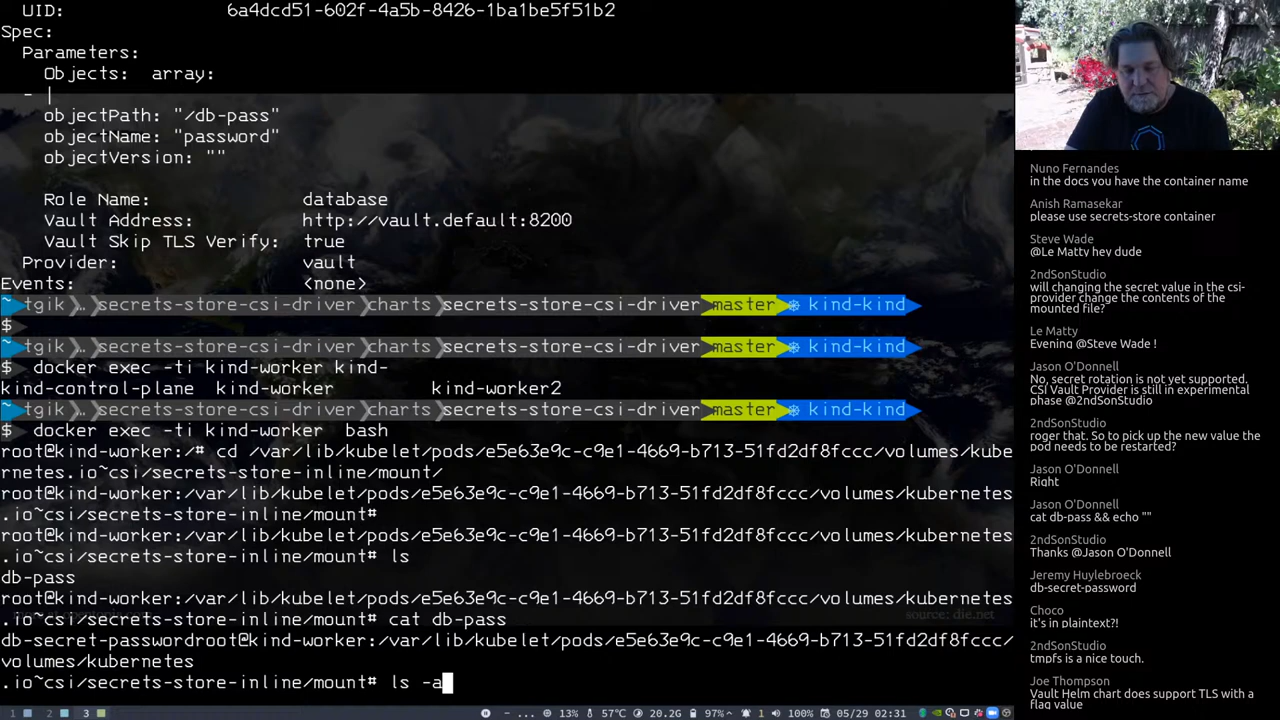 UID: 6a4dcd51-602f-4a5b-8426-1ba1be5f51b2
Spec:
Parameters:
Objects: array:
- |
objectPath: "/db-pass"
objectName: "password"
objectVersion: ""
Role Name: database
Vault Address: http://vault.default:8200
Vault Skip TLS Verify: true
Provider: vault
Events: <none>
~ tgik … secrets-store-csi-driver charts secrets-store-csi-driver master ⎈ kind-kind
$
~ tgik … secrets-store-csi-driver charts secrets-store-csi-driver master ⎈ kind-kind
$ docker exec -ti kind-worker kind-
kind-control-plane kind-worker kind-worker2
~ tgik … secrets-store-csi-driver charts secrets-store-csi-driver master ⎈ kind-kind
$ docker exec -ti kind-worker bash
root@kind-worker:/# cd /var/lib/kubelet/pods/e5e63e9c-c9e1-4669-b713-51fd2df8fccc/volumes/kube
rnetes.io~csi/secrets-store-inline/mount/
root@kind-worker:/var/lib/kubelet/pods/e5e63e9c-c9e1-4669-b713-51fd2df8fccc/volumes/kubernetes
.io~csi/secrets-store-inline/mount#
root@kind-worker:/var/lib/kubelet/pods/e5e63e9c-c9e1-4669-b713-51fd2df8fccc/volumes/kubernetes
.io~csi/secrets-store-inline/mount# ls
db-pass
root@kind-worker:/var/lib/kubelet/pods/e5e63e9c-c9e1-4669-b713-51fd2df8fccc/volumes/kubernetes
.io~csi/secrets-store-inline/mount# cat db-pass
source: die.net
db-secret-passwordroot@kind-worker:/var/lib/kubelet/pods/e5e63e9c-c9e1-4669-b713-51fd2df8fccc/
volumes/kubernetes
.io~csi/secrets-store-inline/mount# ls -a
1 2 3 - ... 13% 57°C 20.2G 97% 1 100% 05/29 02:31
Nuno Fernandes
in the docs you have the container name
Anish Ramasekar
please use secrets-store container
Steve Wade
@Le Matty hey dude
2ndSonStudio
will changing the secret value in the csi-
provider change the contents of the
mounted file?
Le Matty
Evening @Steve Wade !
Jason O'Donnell
No, secret rotation is not yet supported.
CSI Vault Provider is still in experimental
phase @2ndSonStudio
2ndSonStudio
roger that. So to pick up the new value the
pod needs to be restarted?
Jason O'Donnell
Right
Jason O'Donnell
cat db-pass && echo ""
2ndSonStudio
Thanks @Jason O'Donnell
Jeremy Huylebroeck
db-secret-password
Choco
it's in plaintext?!
2ndSonStudio
tmpfs is a nice touch.
Joe Thompson
Vault Helm chart does support TLS with a
flag value